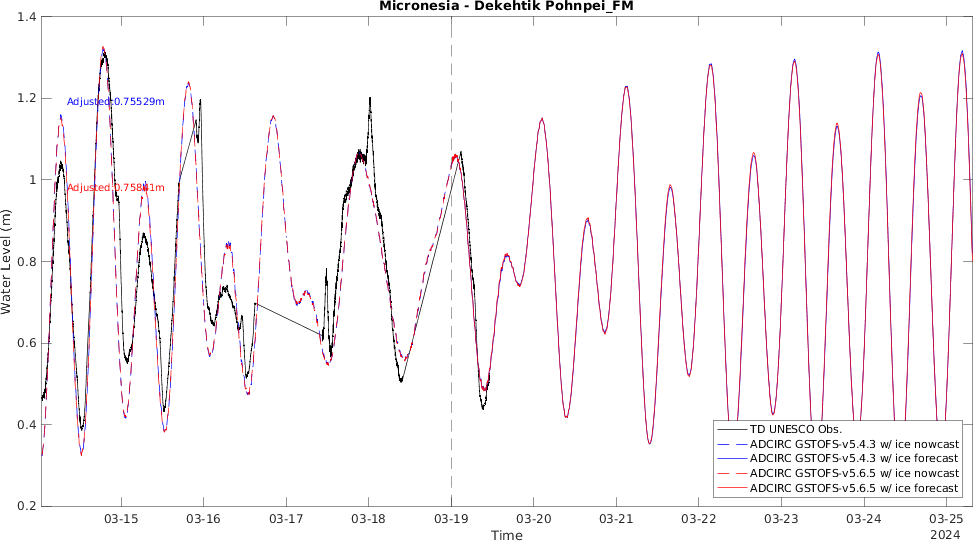 Micronesia - Dekehtik Pohnpei_FM
1.4
1.2
1
0.8
0.6
0.4
0.2
Water Level (m)
Adjusted:0.75529m
Adjusted:0.75841m
TD UNESCO Obs.
ADCIRC GSTOFS-v5.4.3 w/ ice nowcast
ADCIRC GSTOFS-v5.4.3 w/ ice forecast
ADCIRC GSTOFS-v5.6.5 w/ ice nowcast
ADCIRC GSTOFS-v5.6.5 w/ ice forecast
03-15 03-16 03-17 03-18 03-19 03-20 03-21 03-22 03-23 03-24 03-25
Time
2024